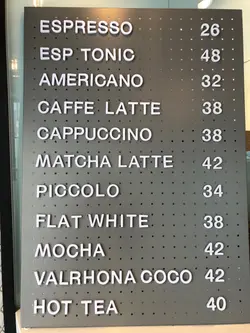 ESPRESSO 26
ESP TONIC 48
AMERICANO 32
CAFFE LATTE 38
CAPPUCCINO 38
MATCHA LATTE 42
PICCOLO 34
FLAT WHITE 38
MOCHA 42
VALRHONA COCO 42
HOT TEA 40